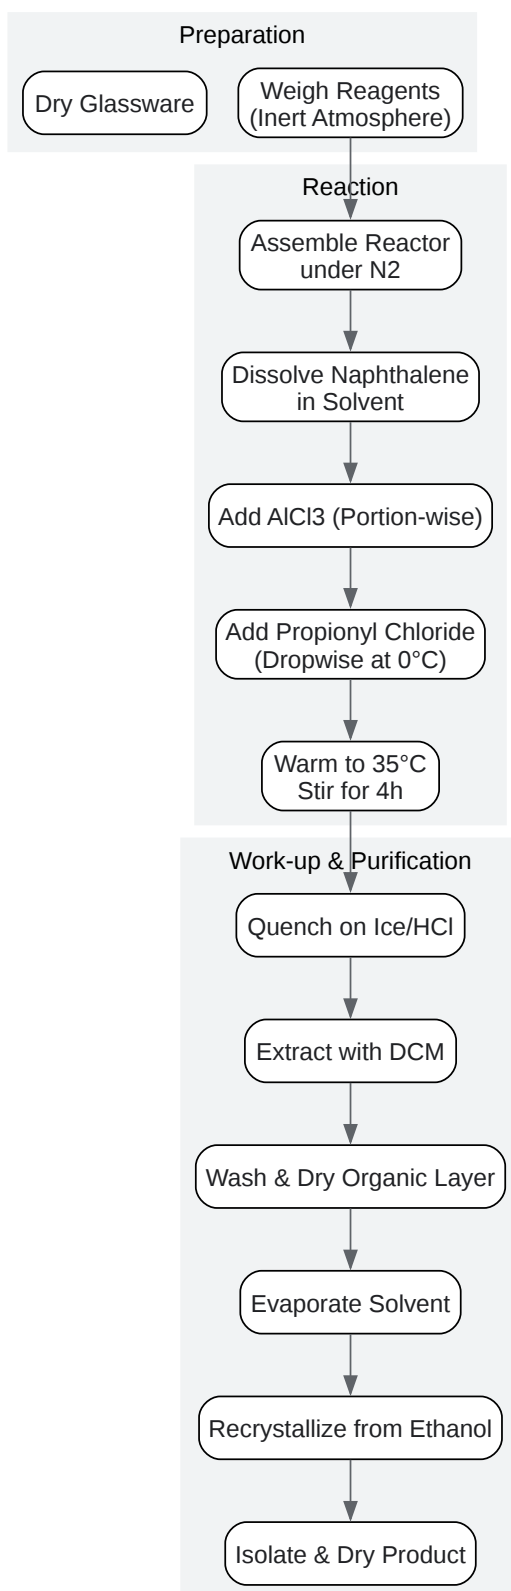 Preparation
Dry Glassware
Weigh Reagents
(Inert Atmosphere)
Reaction
Assemble Reactor
under N2
Dissolve Naphthalene
in Solvent
Add AlCl3 (Portion-wise)
Add Propionyl Chloride
(Dropwise at 0°C)
Warm to 35°C
Stir for 4h
Work-up & Purification
Quench on Ice/HCl
Extract with DCM
Wash & Dry Organic Layer
Evaporate Solvent
Recrystallize from Ethanol
Isolate & Dry Product